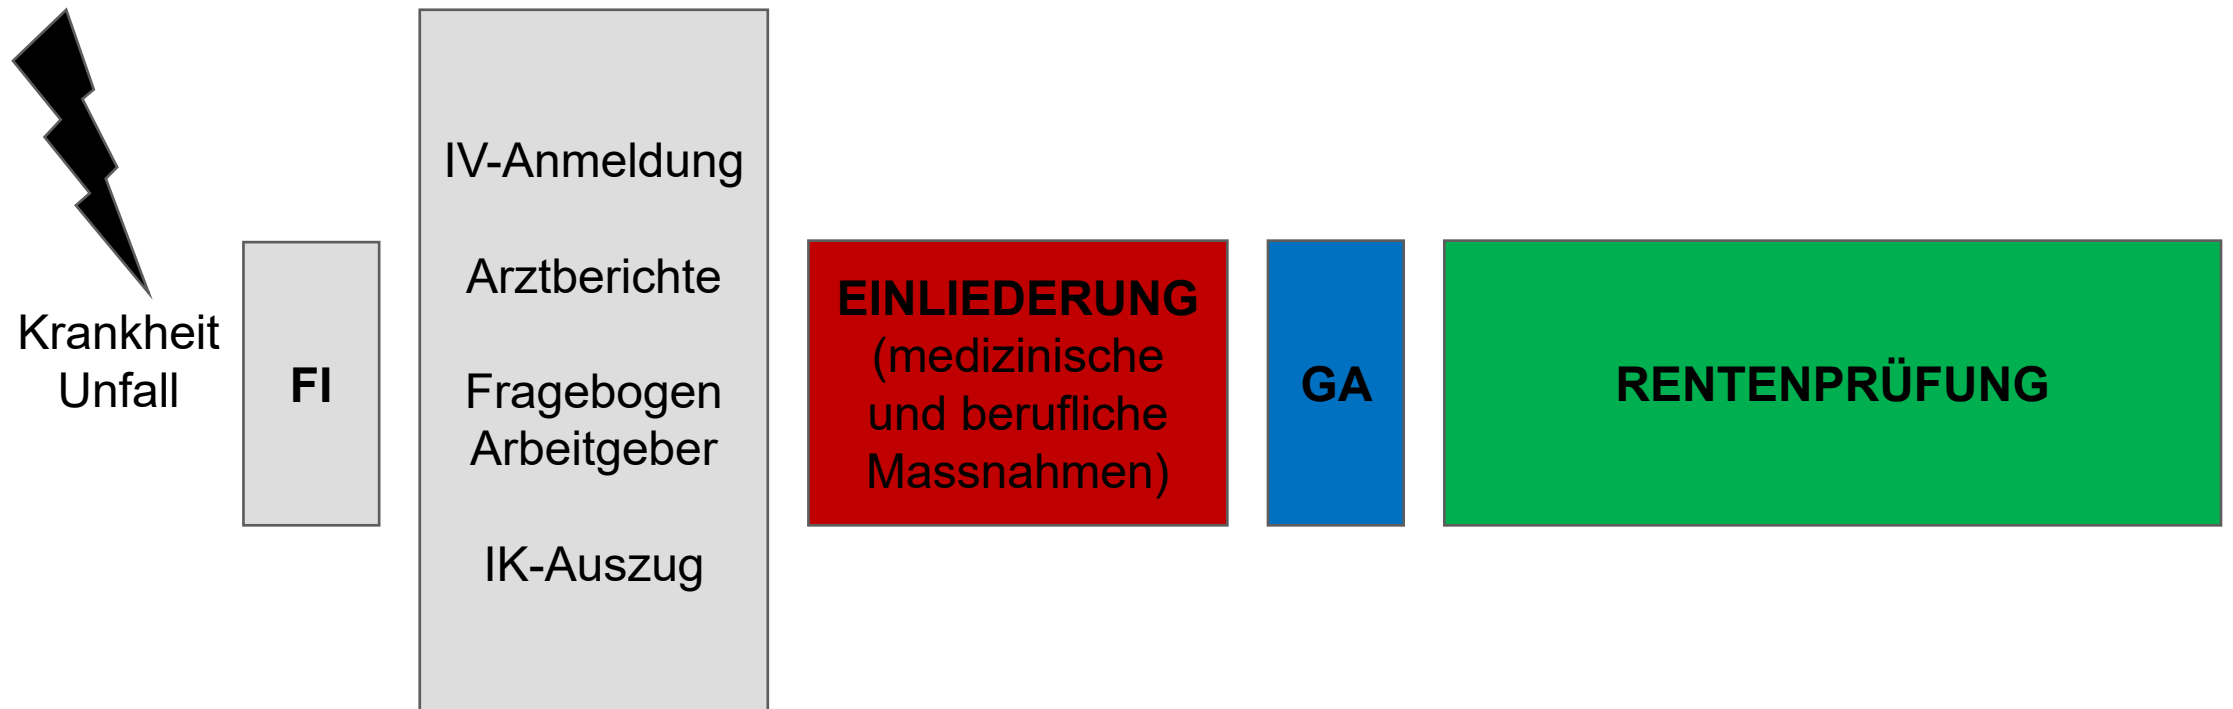 Krankheit
Unfall
FI
IV-Anmeldung
Arztberichte
Fragebogen
Arbeitgeber
IK-Auszug
EINLIEDERUNG
(medizinische
und berufliche
Massnahmen)
GA
RENTENPRÜFUNG